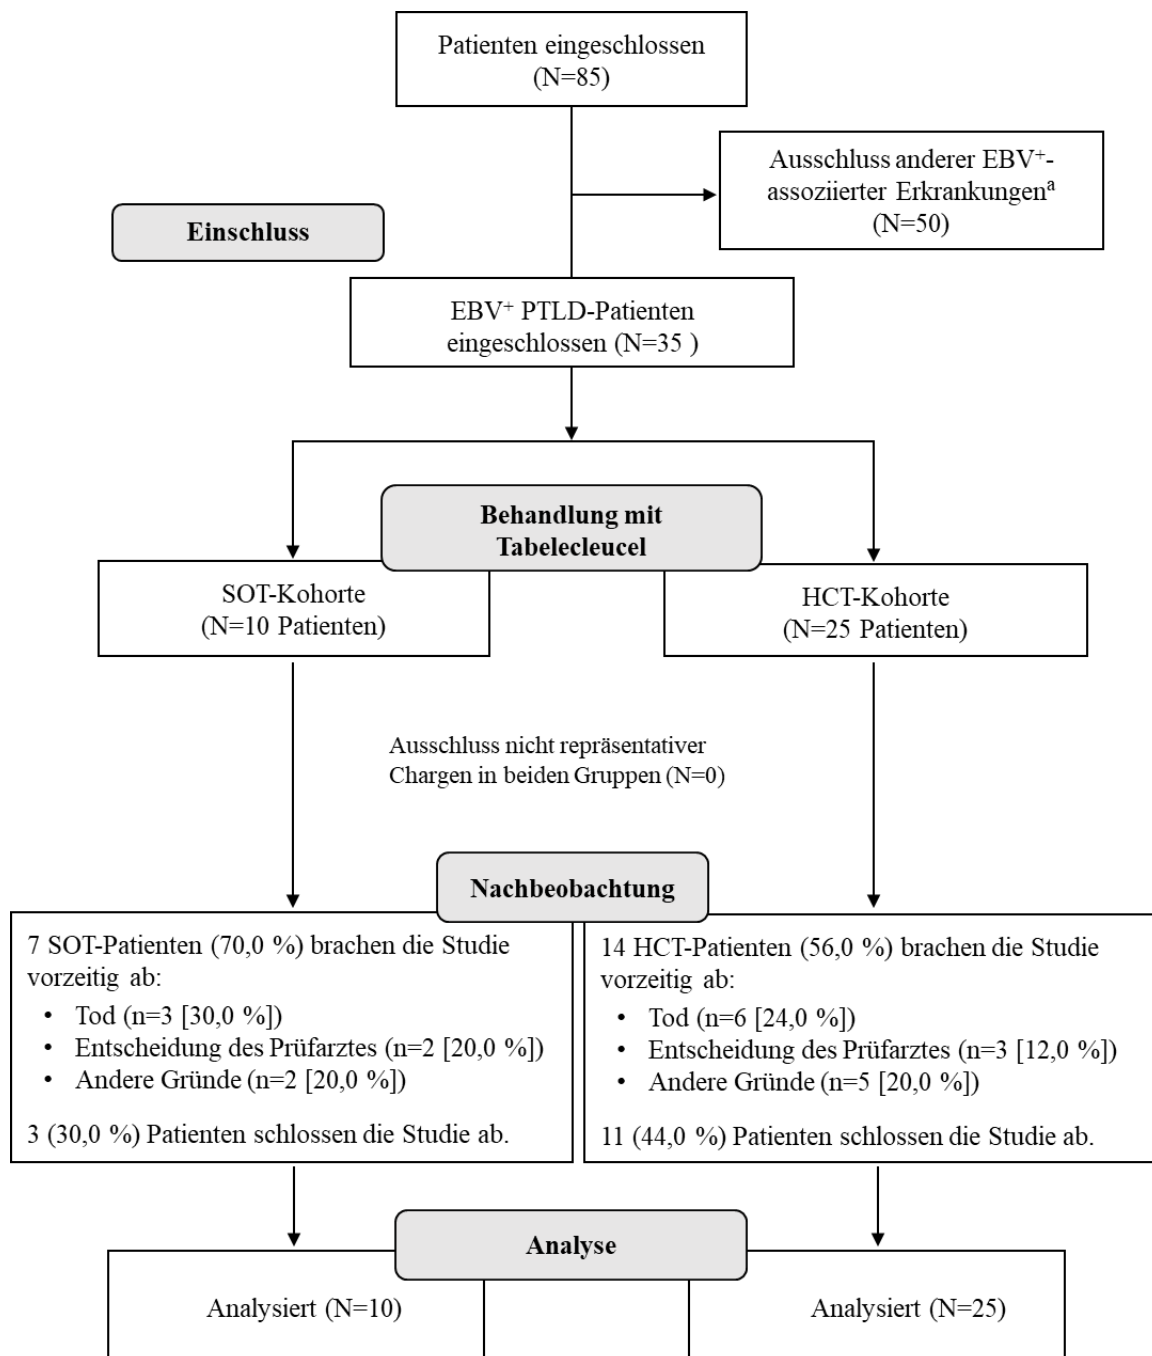 Patienten eingeschlossen
(N=85)
Ausschluss anderer EBV⁺-
assoziierter Erkrankungenᵃ
(N=50)
Einschluss
EBV⁺ PTLD-Patienten
eingeschlossen (N=35 )
Behandlung mit
Tabelecleucel
SOT-Kohorte
(N=10 Patienten)
HCT-Kohorte
(N=25 Patienten)
Ausschluss nicht repräsentativer
Chargen in beiden Gruppen (N=0)
Nachbeobachtung
7 SOT-Patienten (70,0 %) brachen die Studie
vorzeitig ab:
• Tod (n=3 [30,0 %])
• Entscheidung des Prüfarztes (n=2 [20,0 %])
• Andere Gründe (n=2 [20,0 %])
3 (30,0 %) Patienten schlossen die Studie ab.
14 HCT-Patienten (56,0 %) brachen die Studie
vorzeitig ab:
• Tod (n=6 [24,0 %])
• Entscheidung des Prüfarztes (n=3 [12,0 %])
• Andere Gründe (n=5 [20,0 %])
11 (44,0 %) Patienten schlossen die Studie ab.
Analyse
Analysiert (N=10)
Analysiert (N=25)